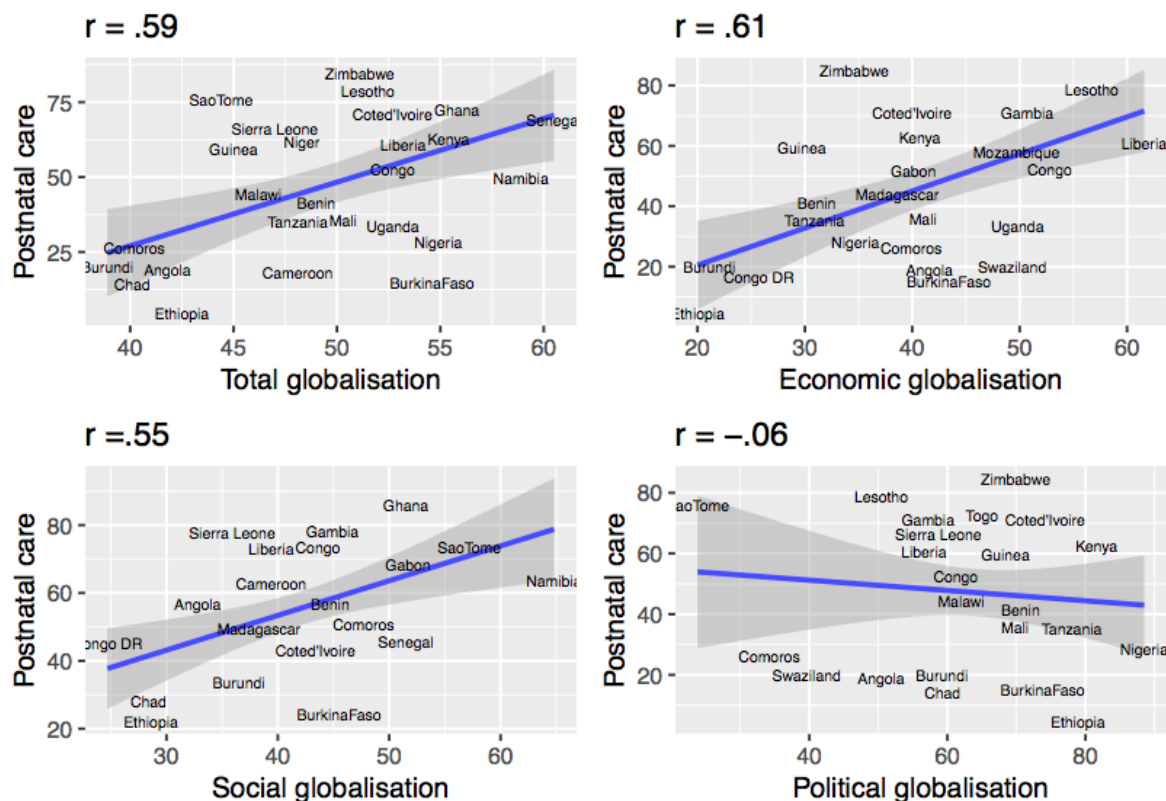 r = .59
Postnatal care
75
50
25
Zimbabwe
Lesotho
SaoTome
Coted'Ivoire
Ghana
Senegal
Sierra Leone
Niger
Kenya
Liberia
Guinea
Congo
Namibia
Malawi
Benin
Tanzania
Mali
Uganda
Nigeria
Comoros
Burundi
Angola
Cameroon
Chad
BurkinaFaso
Ethiopia
40 45 50 55 60
Total globalisation
r = .61
Postnatal care
80
60
40
20
Zimbabwe
Lesotho
Coted'Ivoire
Gambia
Kenya
Liberia
Guinea
Mozambique
Gabon
Congo
Madagascar
Benin
Tanzania
Mali
Uganda
Nigeria
Comoros
Burundi
Angola
Swaziland
Congo DR
BurkinaFaso
Ethiopia
20 30 40 50 60
Economic globalisation
r =.55
Postnatal care
80
60
40
20
Ghana
Sierra Leone
Gambia
Liberia
Congo
SaoTome
Gabon
Cameroon
Namibia
Angola
Benin
Madagascar
Comoros
ongo DR
Coted'Ivoire
Senegal
Burundi
Chad
Ethiopia
BurkinaFaso
30 40 50 60
Social globalisation
r = −.06
Postnatal care
80
60
40
20
Zimbabwe
Lesotho
aoTome
Gambia
Togo
Coted'Ivoire
Sierra Leone
Liberia
Guinea
Kenya
Congo
Malawi
Benin
Mali
Tanzania
Nigeria
Comoros
Swaziland
Angola
Burundi
Chad
BurkinaFaso
Ethiopia
40 60 80
Political globalisation